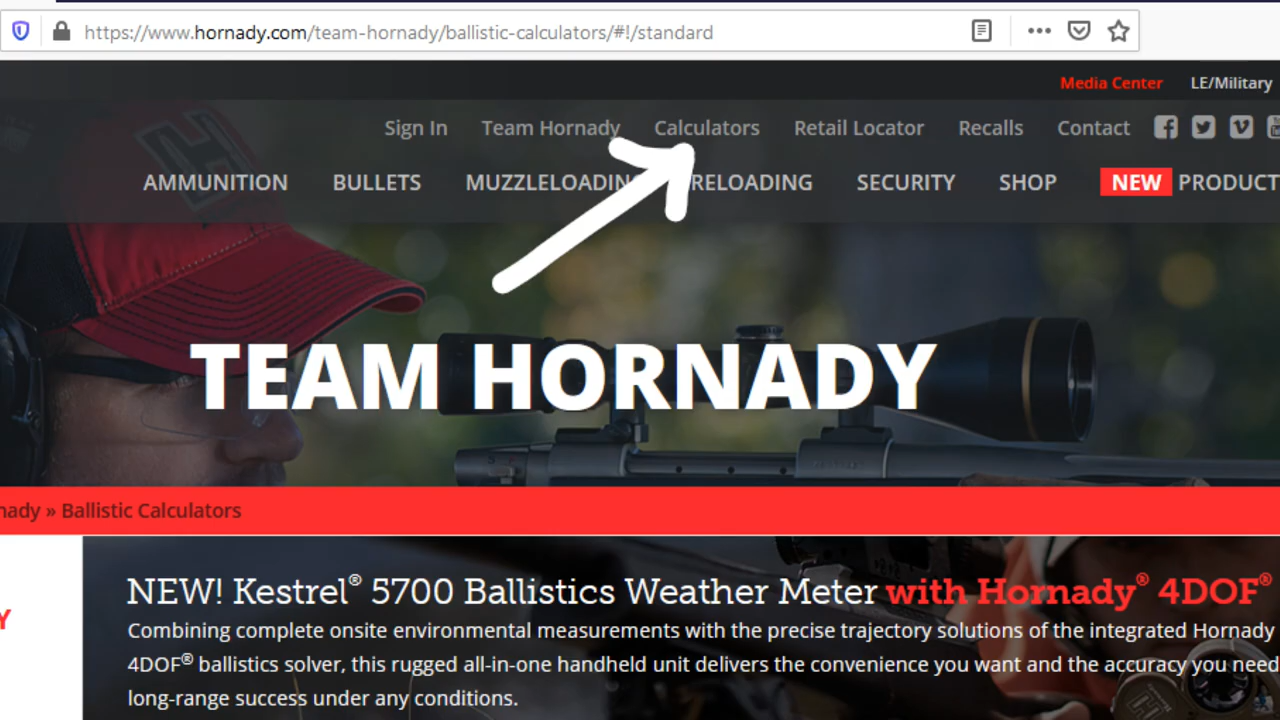 https://www.hornady.com/team-hornady/ballistic-calculators/#!/standard
Media Center LE/Military
Sign In Team Hornady Calculators Retail Locator Recalls Contact
AMMUNITION BULLETS MUZZLELOADING RELOADING SECURITY SHOP NEW PRODUCT
TEAM HORNADY
» Ballistic Calculators
NEW! Kestrel® 5700 Ballistics Weather Meter with Hornady® 4DOF®
Y
Combining complete onsite environmental measurements with the precise trajectory solutions of the integrated Hornady
4DOF® ballistics solver, this rugged all-in-one handheld unit delivers the convenience you want and the accuracy you need
long-range success under any conditions.